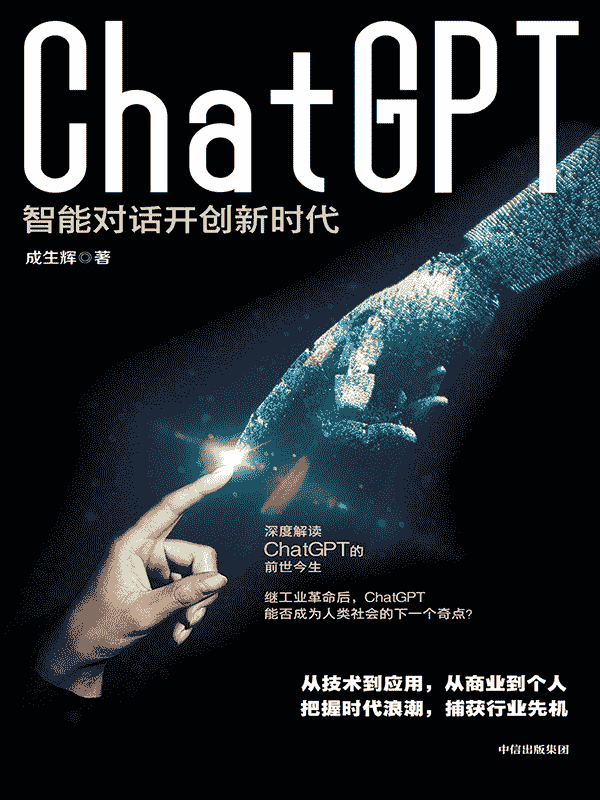 ChatGPT
智能对话开创新时代
成生辉◎著
深度解读
ChatGPT的
前世今生
继工业革命后，ChatGPT
能否成为人类社会的下一个奇点？
从技术到应用，从商业到个人
把握时代浪潮，捕获行业先机
中信出版集团